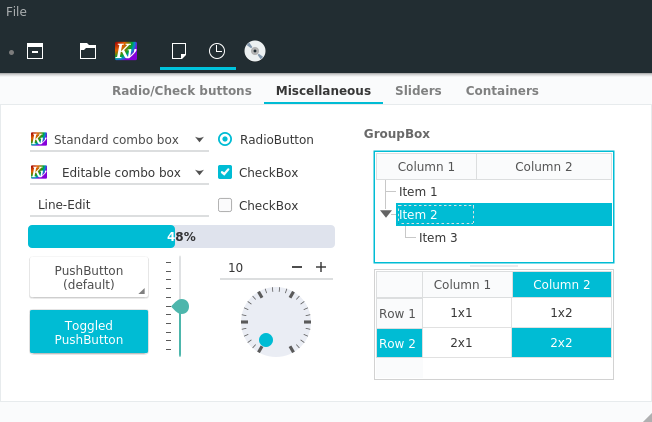 File
Radio/Check buttons Miscellaneous Sliders Containers
Standard combo box
RadioButton
Editable combo box
CheckBox
Line-Edit
CheckBox
48%
PushButton
(default)
10
Toggled
PushButton
GroupBox
Column 1 Column 2
Item 1
Item 2
Item 3
Column 1 Column 2
Row 1 1x1 1x2
Row 2 2x1 2x2